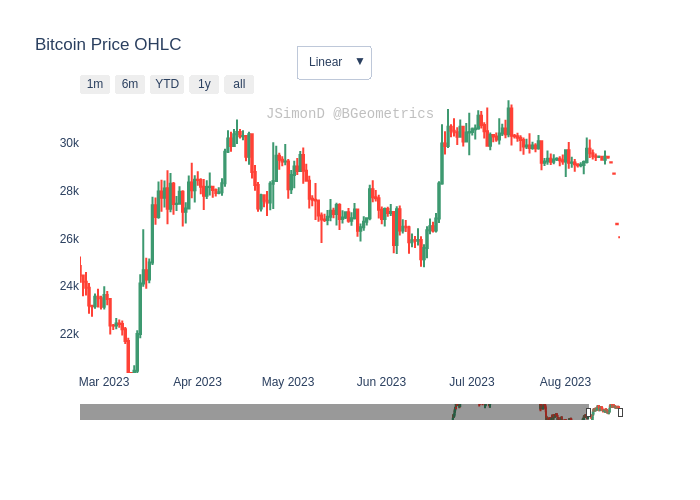 Bitcoin Price OHLC
Linear ▼
1m 6m YTD 1y all
JSimonD @BGeometrics
30k
28k
26k
24k
22k
Mar 2023 Apr 2023 May 2023 Jun 2023 Jul 2023 Aug 2023